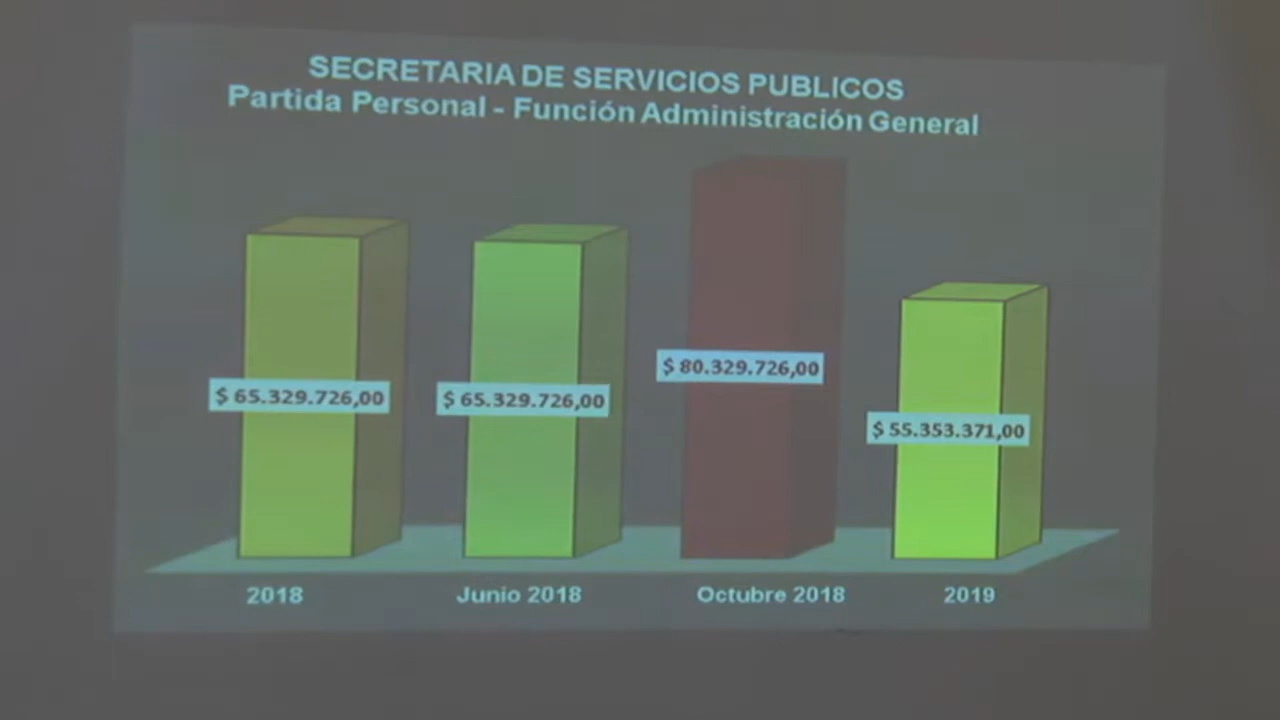 SECRETARIA DE SERVICIOS PUBLICOS
Partida Personal - Función Administración General
$ 80.329.726,00
$ 65.329.726,00
$ 65.329.726,00
$ 55.353.371,00
2018
Junio 2018
Octubre 2018
2019